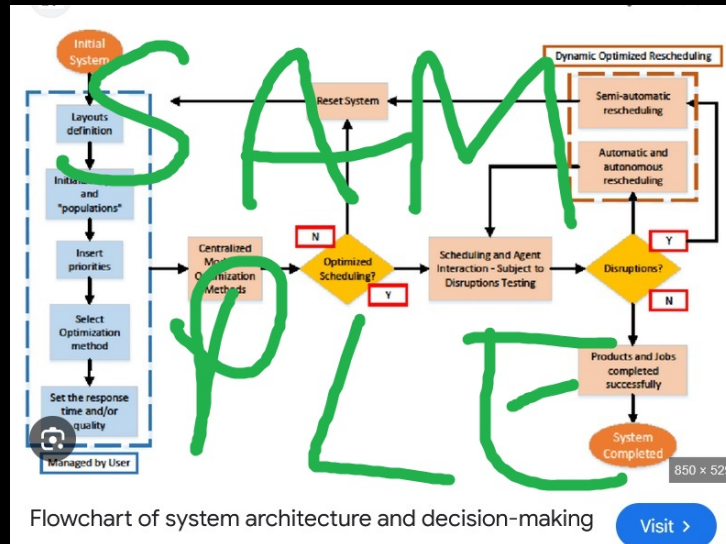 Initial
System
Dynamic Optimized Rescheduling
Layouts
definition
Reset System
Semi-automatic
rescheduling
and
"populations"
Automatic and
autonomous
rescheduling
Insert
priorities
Centralized
Methods
N
Optimized
Scheduling?
Y
Scheduling and Agent
Interaction - Subject to
Disruptions Testing
Disruptions?
Y
N
Select
Optimization
method
Set the response
time and/or
quality
Managed by User
Products and Jobs
completed
successfully
System
Completed
SAM
PLE
850 × 52
Flowchart of system architecture and decision-making
Visit >